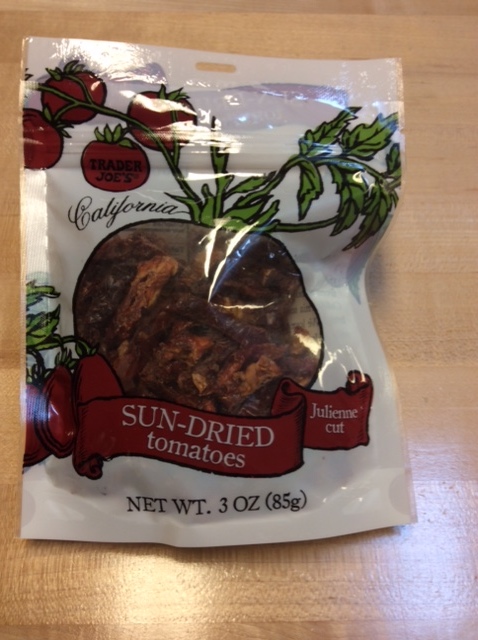 TRADER
JOE'S
California
SUN-DRIED
tomatoes
Julienne
cut
NET WT. 3 OZ (85g)